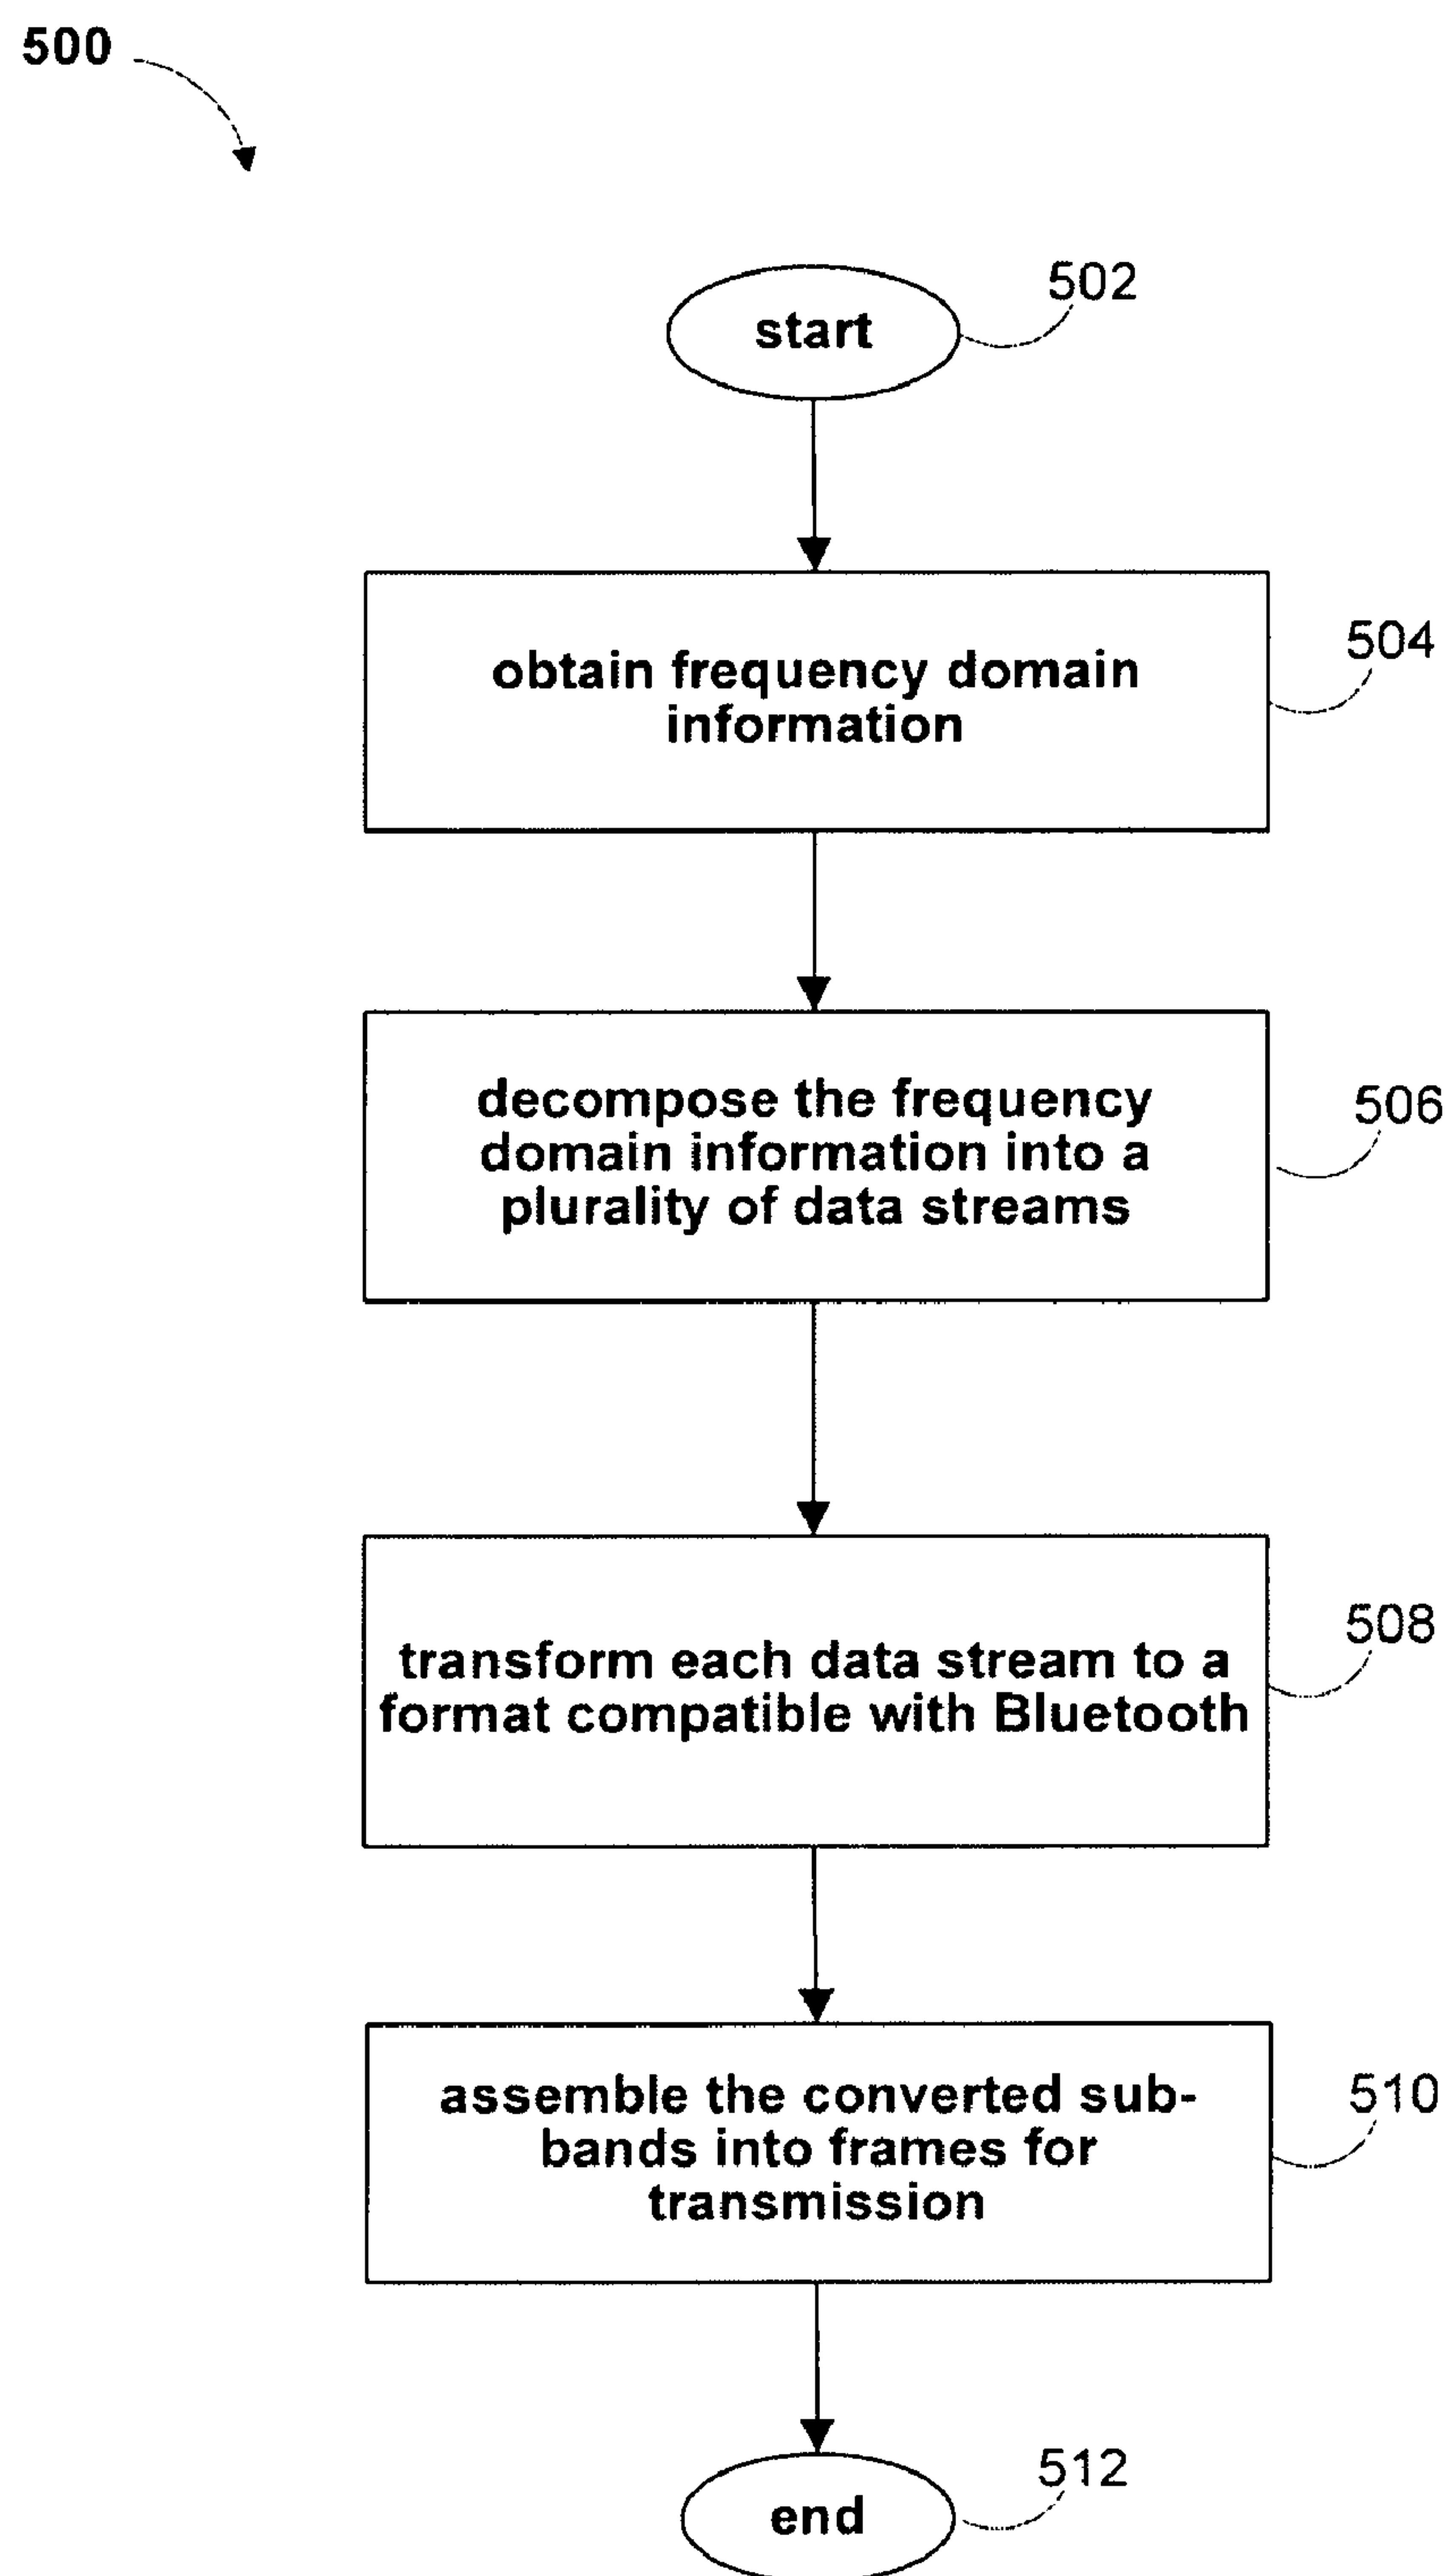 500
502
start
504
obtain frequency domain
information
506
decompose the frequency
domain information into a
plurality of data streams
508
transform each data stream to a
format compatible with Bluetooth
510
assemble the converted sub-
bands into frames for
transmission
512
end